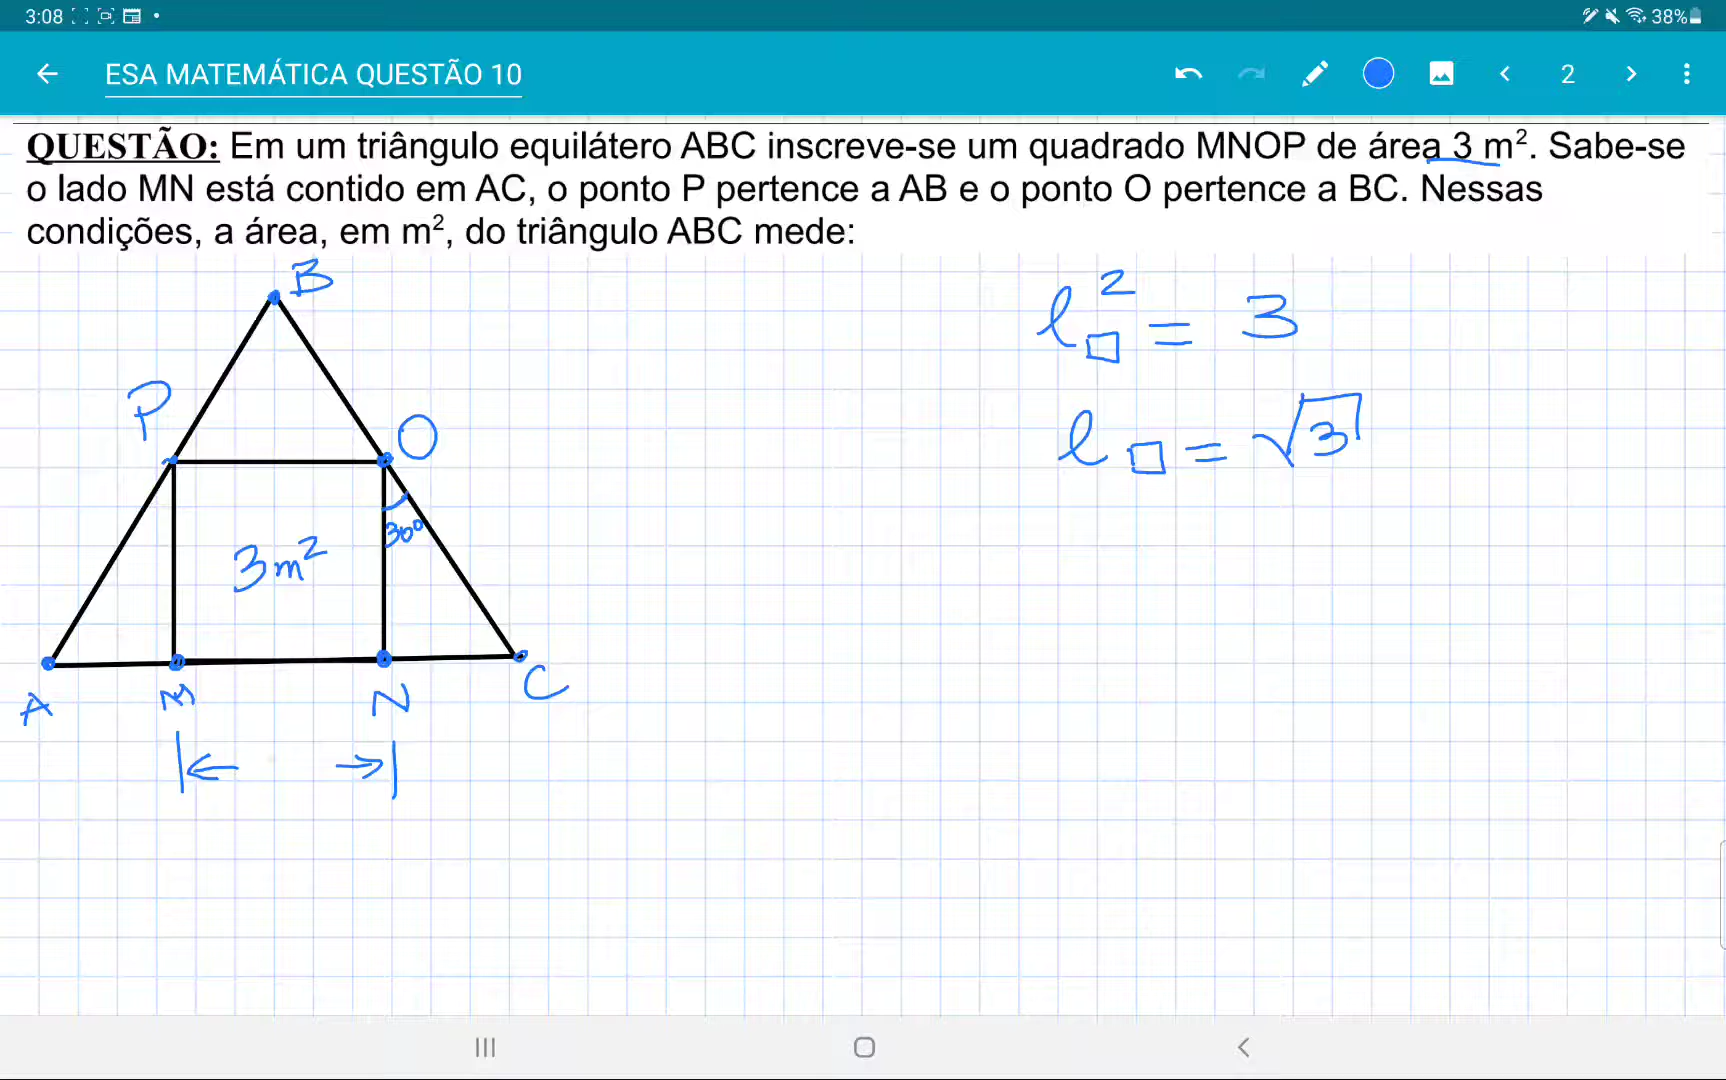 3:08
38%
ESA MATEMÁTICA QUESTÃO 10
2
QUESTÃO: Em um triângulo equilátero ABC inscreve-se um quadrado MNOP de área 3 m². Sabe-se
o lado MN está contido em AC, o ponto P pertence a AB e o ponto O pertence a BC. Nessas
condições, a área, em m², do triângulo ABC mede:
B
P
O
30°
3m²
A
M
N
C
l□² = 3
l□ = √3